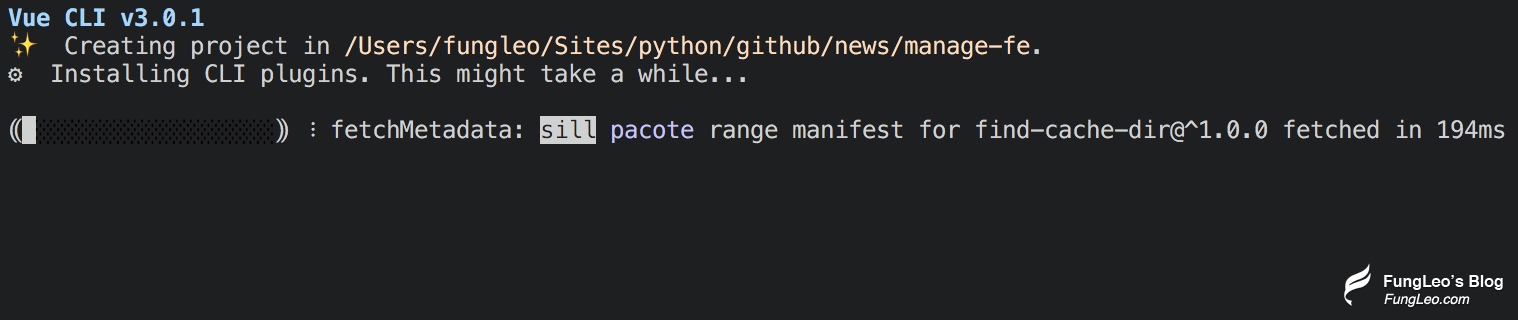 Vue CLI v3.0.1
✨  Creating project in /Users/fungleo/Sites/python/github/news/manage-fe.
⚙  Installing CLI plugins. This might take a while...
⸨█░░░░░░░░░░░░░░░░░⸩ ⠸ fetchMetadata: sill pacote range manifest for find-cache-dir@^1.0.0 fetched in 194ms
FungLeo's Blog
FungLeo.com